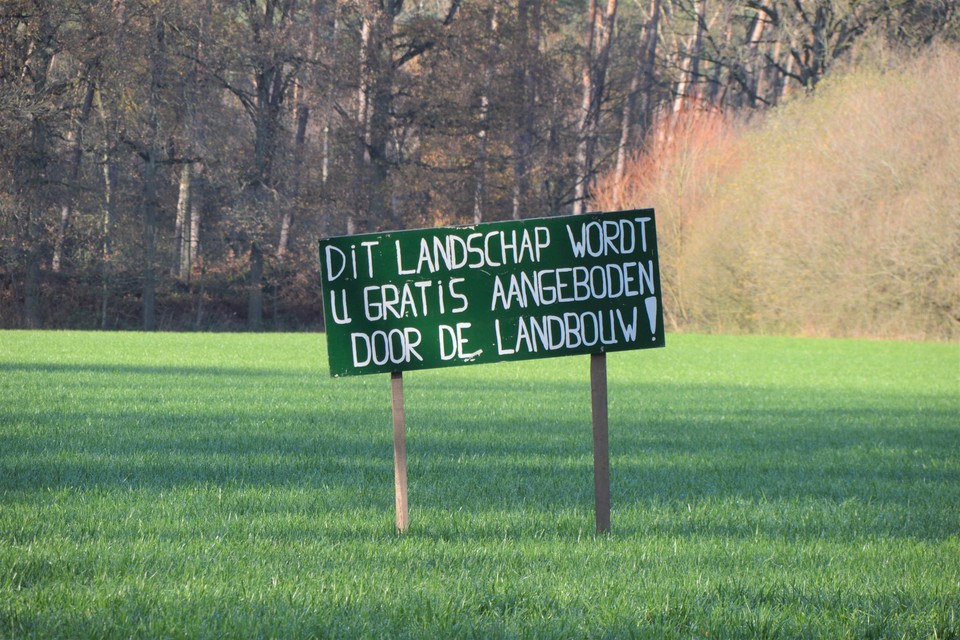 DiT LANDSCHAP WORDT
U GRATiS AANGEBODEN
DOOR DE LANDBOUW!